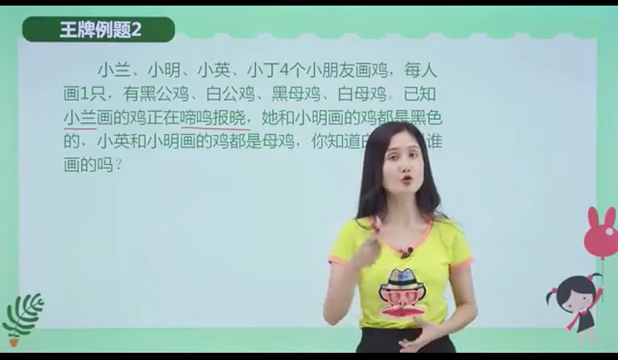 王牌例题2
小兰、小明、小英、小丁4个小朋友画鸡，每人
画1只，有黑公鸡、白公鸡、黑母鸡、白母鸡。已知
小兰画的鸡正在啼鸣报晓，她和小明画的鸡都是黑色
的，小英和小明画的鸡都是母鸡，你知道白 谁
画的吗？